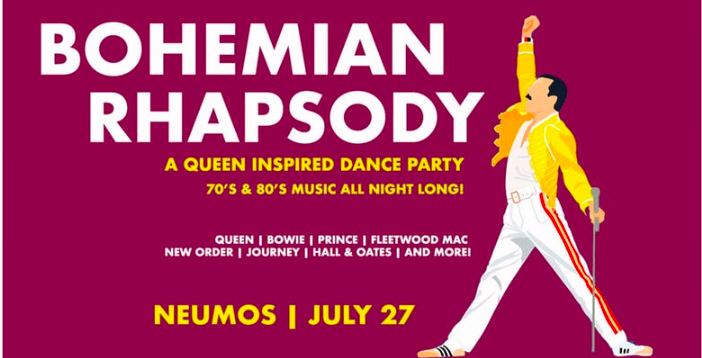 BOHEMIAN
RHAPSODY
A QUEEN INSPIRED DANCE PARTY
70'S & 80'S MUSIC ALL NIGHT LONG!
QUEEN | BOWIE | PRINCE | FLEETWOOD MAC
NEW ORDER | JOURNEY | HALL & OATES | AND MORE!
NEUMOS | JULY 27